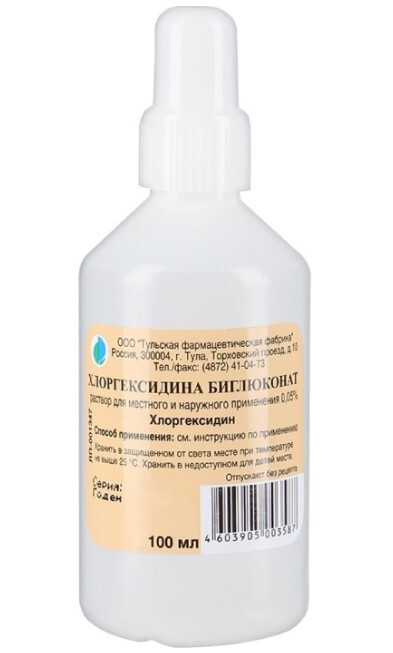 ООО "Тульская фармацевтическая фабрика"
Россия, 300004, г. Тула, Торховский проезд, д.10
Тел./факс: (4872) 41-04-73
ХЛОРГЕКСИДИНА БИГЛЮКОНАТ
раствор для местного и наружного применения 0,05%
Хлоргексидин
Способ применения: см. инструкцию по применению
Хранить в защищенном от света месте при температуре
не выше 25 °С. Хранить в недоступном для детей месте.
Отпускают без рецепта
ЛП-001347
Серия:
Годен
100 мл
4 603905 003587